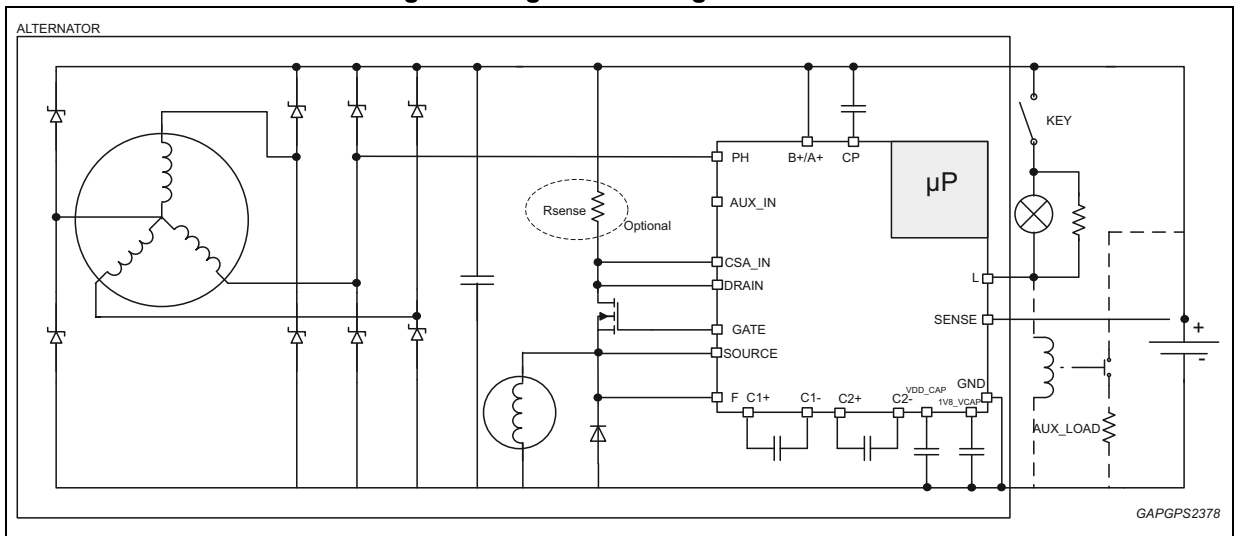 ALTERNATOR
KEY
PH
B+/A+
CP
µP
AUX_IN
Rsense
Optional
CSA_IN
DRAIN
L
GATE
SENSE
+
-
SOURCE
F
C1+
C1-
C2+
C2-
VDD_CAP
1V8_VCAP
GND
-
AUX_LOAD
GAPGPS2378